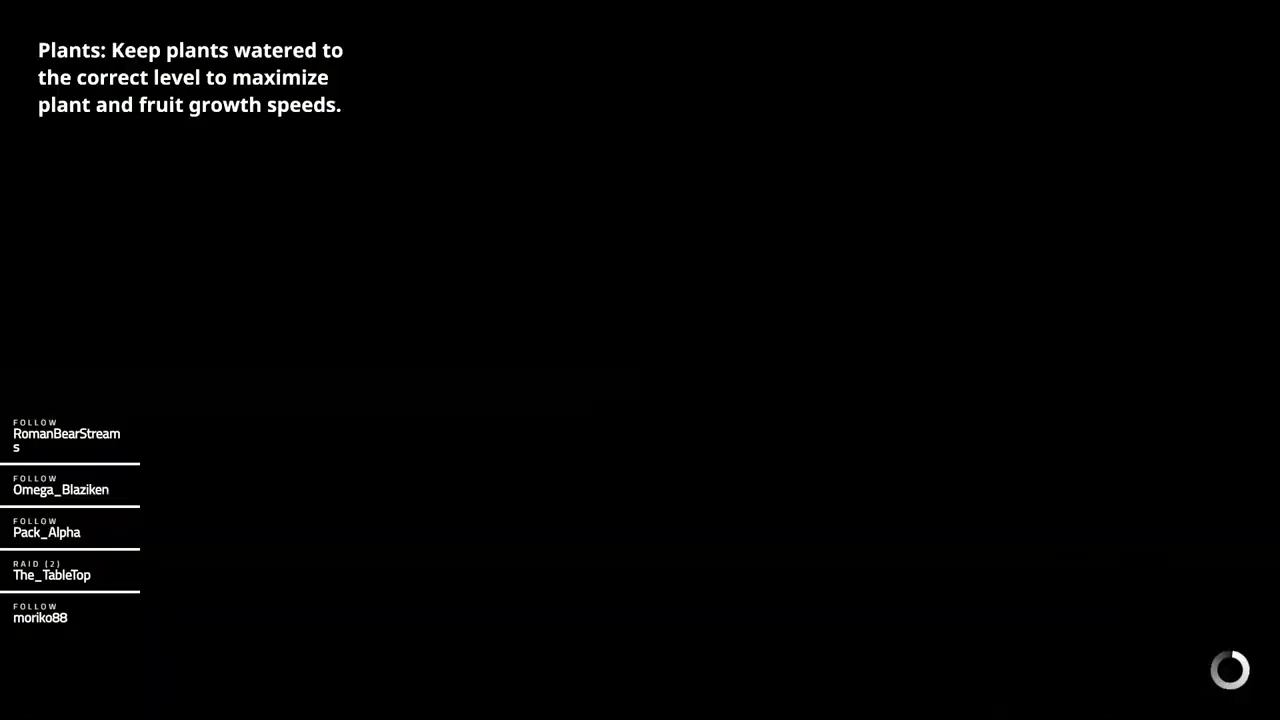 Plants: Keep plants watered to
the correct level to maximize
plant and fruit growth speeds.
FOLLOW
RomanBearStream
s
FOLLOW
Omega_Blaziken
FOLLOW
Pack_Alpha
RAID (2)
The_TableTop
FOLLOW
moriko88